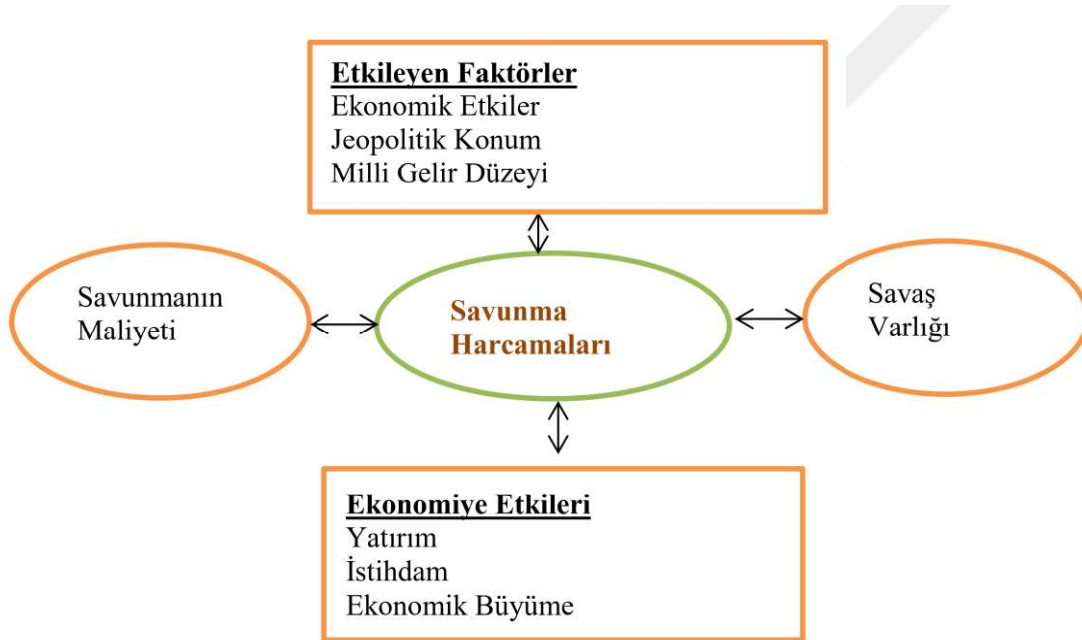 Etkileyen Faktörler
Ekonomik Etkiler
Jeopolitik Konum
Milli Gelir Düzeyi
Savunmanın
Maliyeti
Savunma
Harcamaları
Savaş
Varlığı
Ekonomiye Etkileri
Yatırım
İstihdam
Ekonomik Büyüme